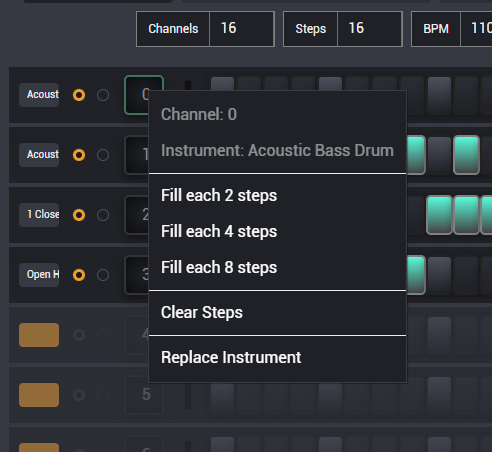 Channels 16 Steps 16 BPM 110
Acoust 0
Channel: 0
Acoust 1
Instrument: Acoustic Bass Drum
Fill each 2 steps
1 Close 2
Fill each 4 steps
Open H 3
Fill each 8 steps
Clear Steps
4
Replace Instrument
5